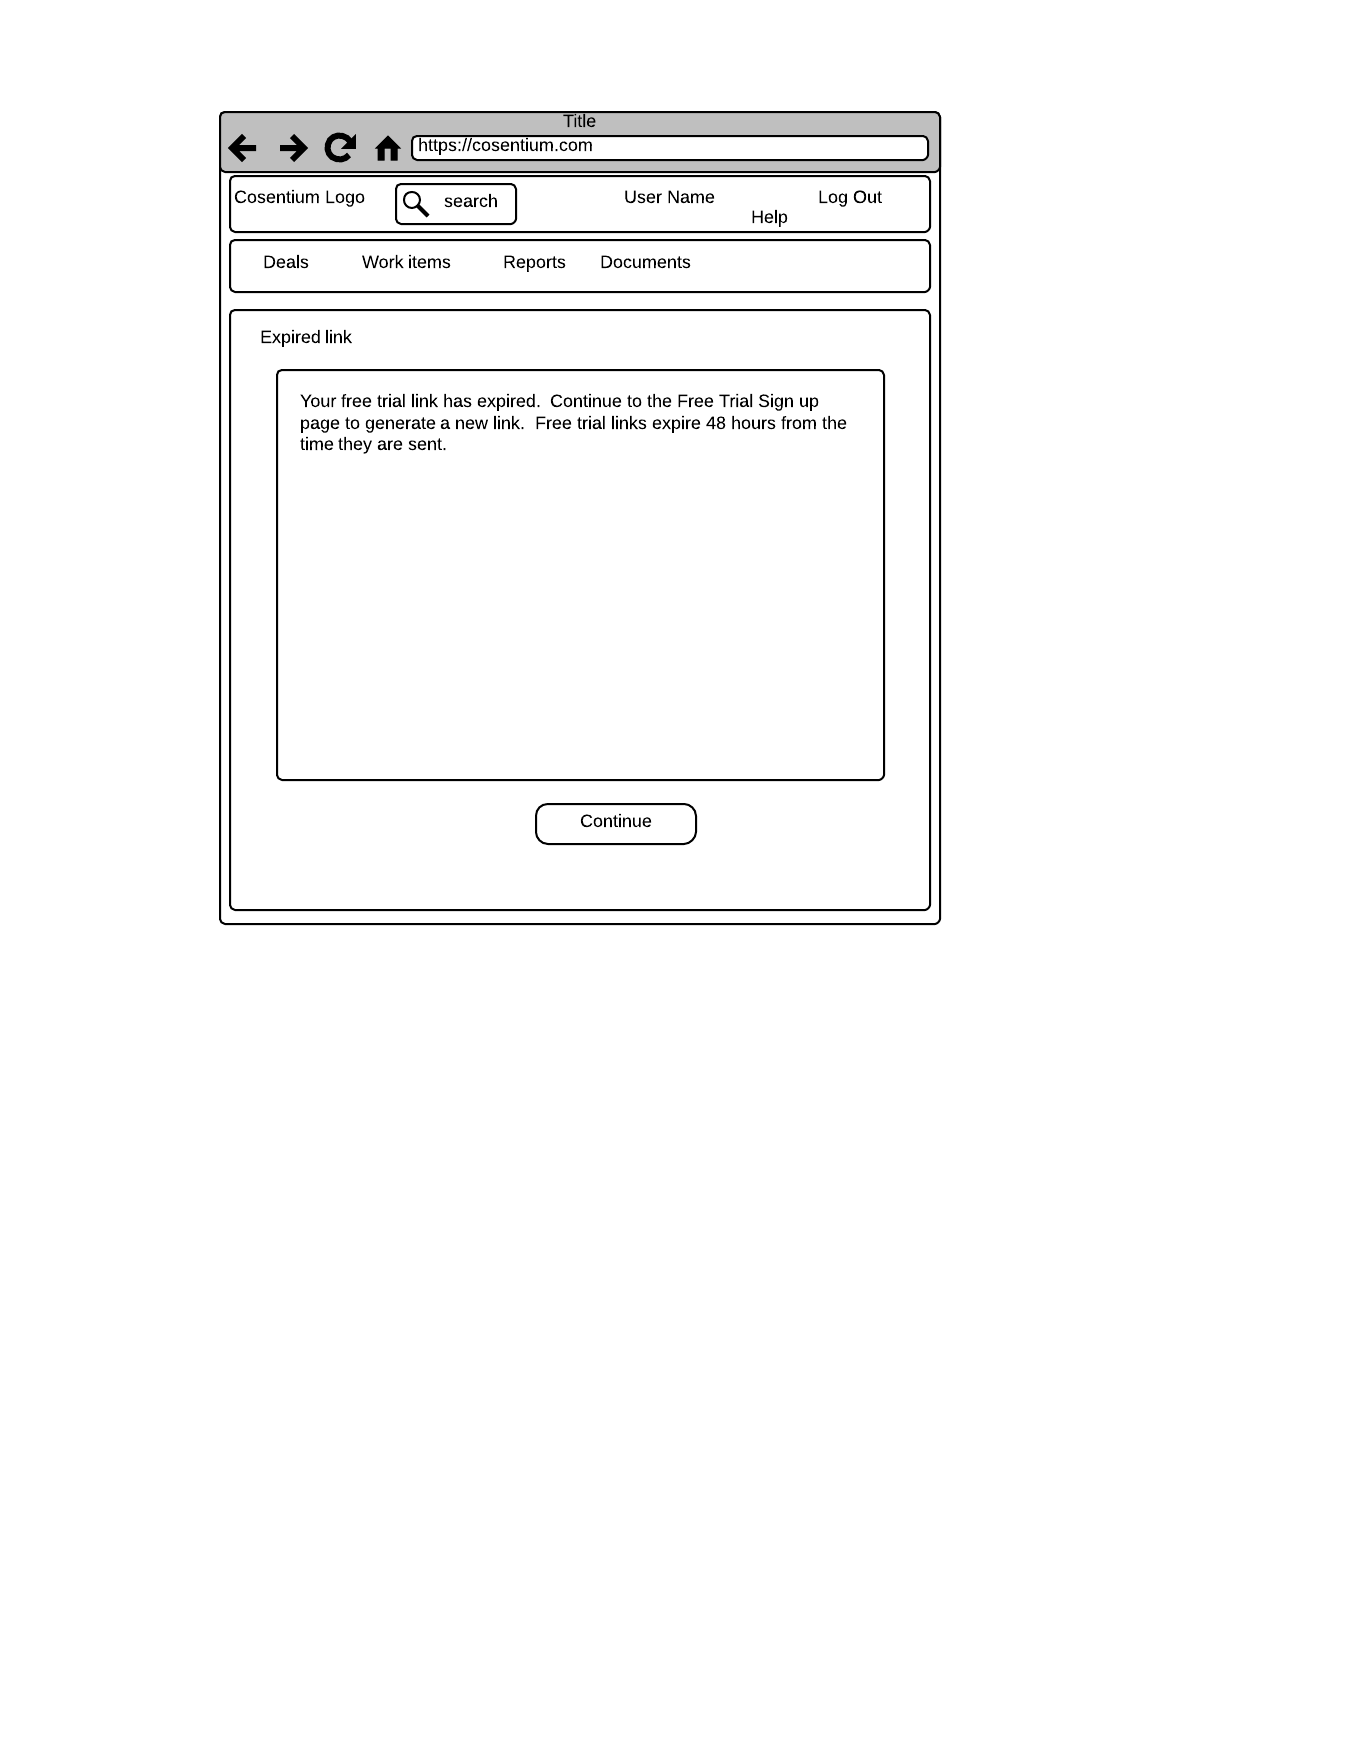 Title
https://cosentium.com
Cosentium Logo
search
User Name
Log Out
Help
Deals
Work items
Reports
Documents
Expired link
Your free trial link has expired.  Continue to the Free Trial Sign up
page to generate a new link.  Free trial links expire 48 hours from the
time they are sent.
Continue